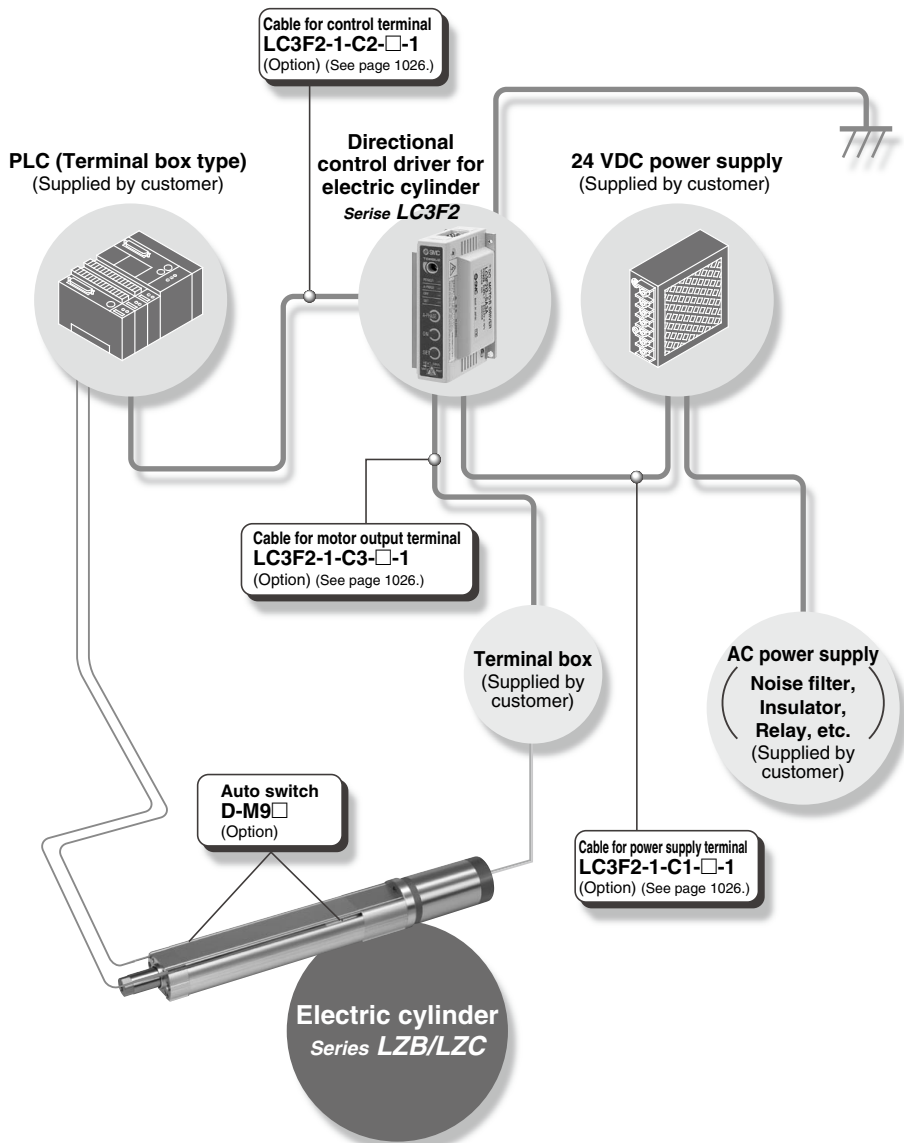 Cable for control terminal
LC3F2-1-C2-□-1
(Option) (See page 1026.)
PLC (Terminal box type)
(Supplied by customer)
Directional
control driver for
electric cylinder
Serise LC3F2
24 VDC power supply
(Supplied by customer)
SMC
Cable for motor output terminal
LC3F2-1-C3-□-1
(Option) (See page 1026.)
Terminal box
(Supplied by
customer)
AC power supply
Noise filter,
Insulator,
Relay, etc.
(Supplied by
customer)
Auto switch
D-M9□
(Option)
Cable for power supply terminal
LC3F2-1-C1-□-1
(Option) (See page 1026.)
Electric cylinder
Series LZB/LZC